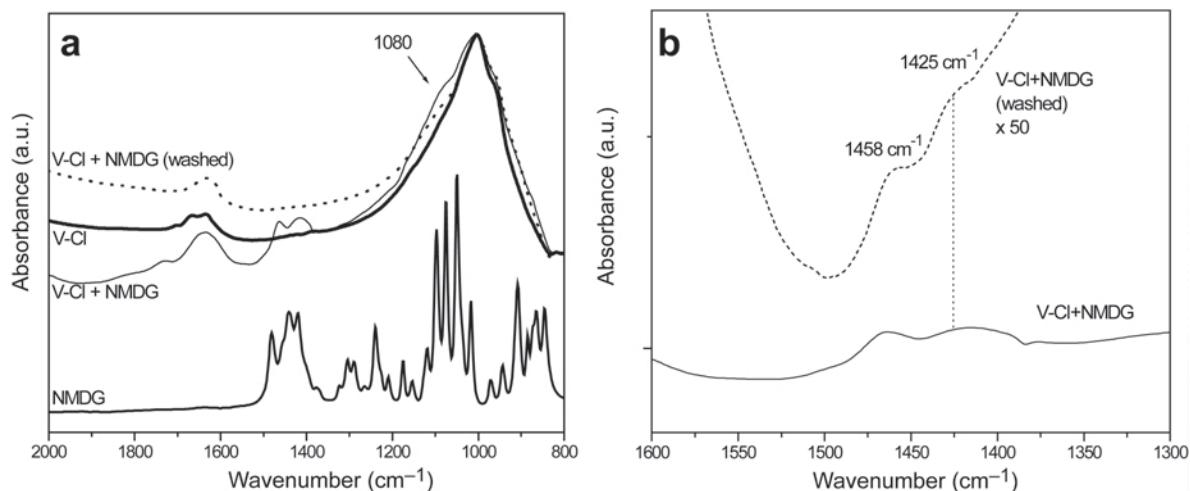 a
1080
V-Cl + NMDG (washed)
V-Cl
V-Cl + NMDG
NMDG
Absorbance (a.u.)
2000 1800 1600 1400 1200 1000 800
Wavenumber (cm⁻¹)
b
1425 cm⁻¹
V-Cl+NMDG
(washed)
x 50
1458 cm⁻¹
V-Cl+NMDG
Absorbance (a.u.)
1600 1550 1500 1450 1400 1350 1300
Wavenumber (cm⁻¹)